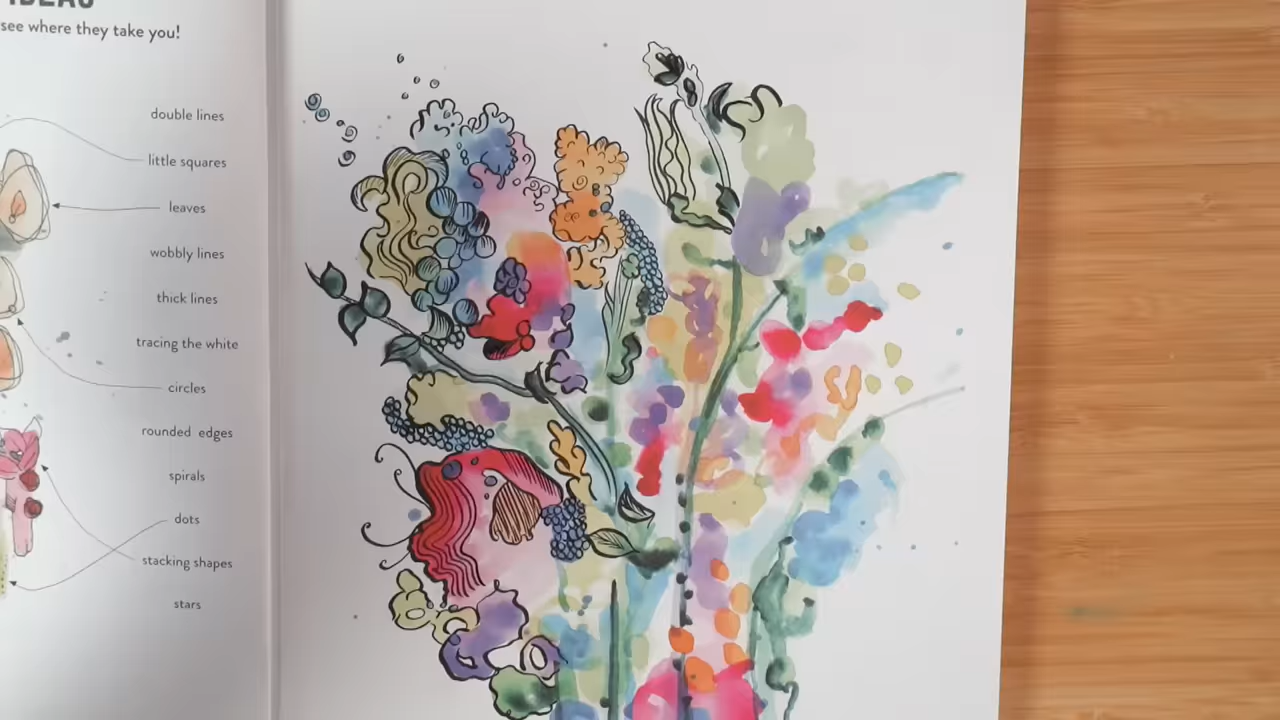 IDEAS
see where they take you!
double lines
little squares
leaves
wobbly lines
thick lines
tracing the white
circles
rounded edges
spirals
dots
stacking shapes
stars